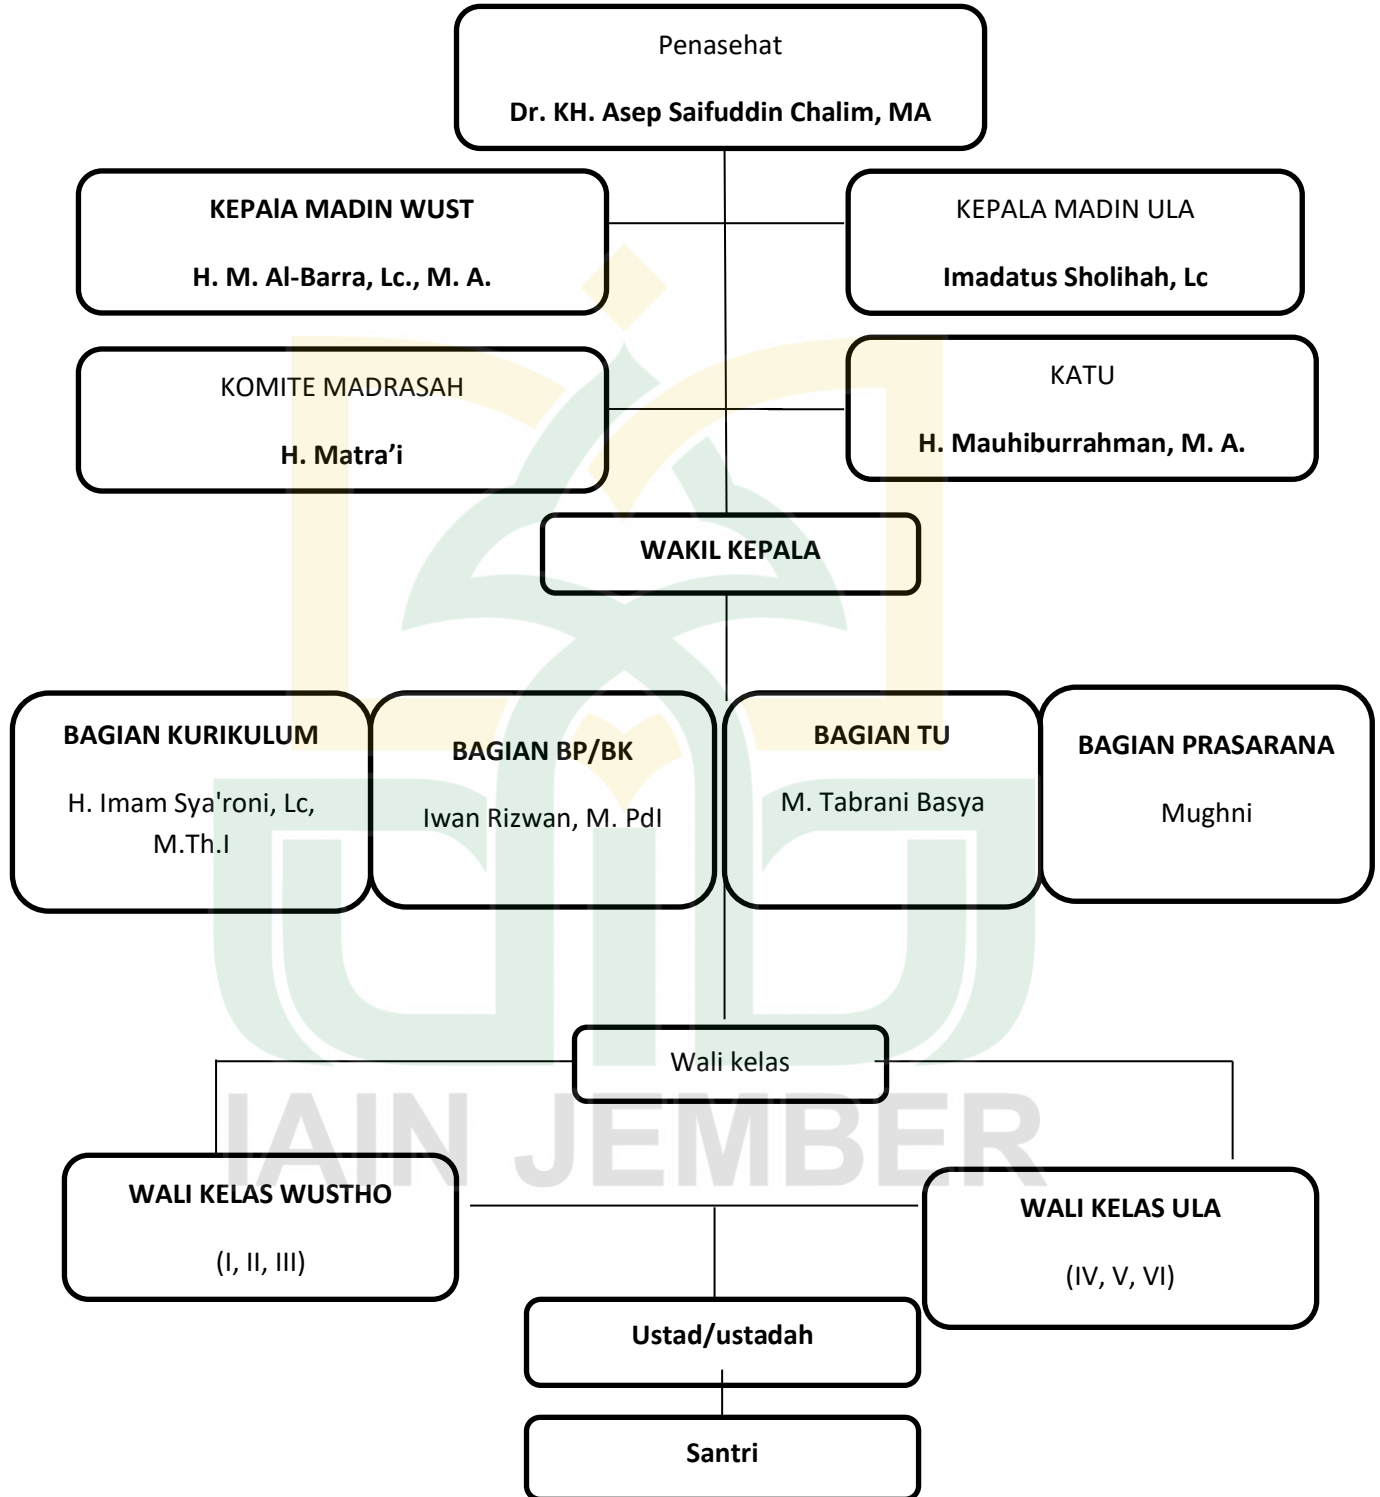 Penasehat
Dr. KH. Asep Saifuddin Chalim, MA
KEPAlA MADIN WUST
H. M. Al-Barra, Lc., M. A.
KEPALA MADIN ULA
Imadatus Sholihah, Lc
KOMITE MADRASAH
H. Matra’i
KATU
H. Mauhiburrahman, M. A.
WAKIL KEPALA
BAGIAN KURIKULUM
H. Imam Sya'roni, Lc,
M.Th.I
BAGIAN BP/BK
Iwan Rizwan, M. PdI
BAGIAN TU
M. Tabrani Basya
BAGIAN PRASARANA
Mughni
Wali kelas
IAIN JEMBER
WALI KELAS WUSTHO
(I, II, III)
WALI KELAS ULA
(IV, V, VI)
Ustad/ustadah
Santri